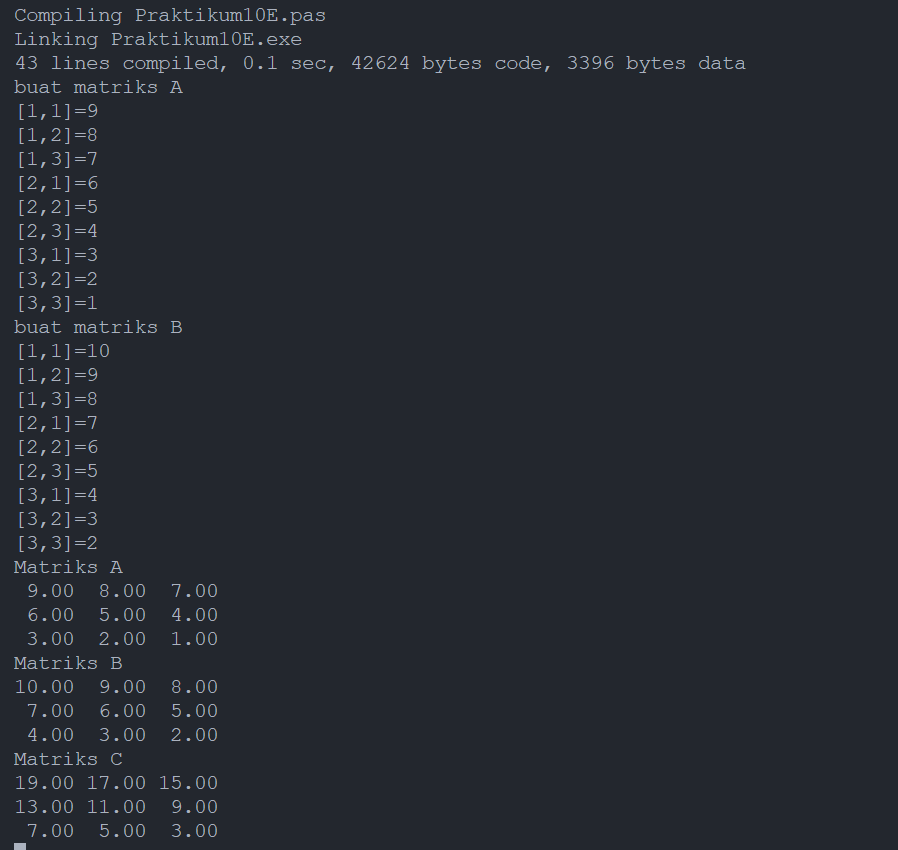 Compiling Praktikum10E.pas
Linking Praktikum10E.exe
43 lines compiled, 0.1 sec, 42624 bytes code, 3396 bytes data
buat matriks A
[1,1]=9
[1,2]=8
[1,3]=7
[2,1]=6
[2,2]=5
[2,3]=4
[3,1]=3
[3,2]=2
[3,3]=1
buat matriks B
[1,1]=10
[1,2]=9
[1,3]=8
[2,1]=7
[2,2]=6
[2,3]=5
[3,1]=4
[3,2]=3
[3,3]=2
Matriks A
 9.00  8.00  7.00
 6.00  5.00  4.00
 3.00  2.00  1.00
Matriks B
10.00  9.00  8.00
 7.00  6.00  5.00
 4.00  3.00  2.00
Matriks C
19.00 17.00 15.00
13.00 11.00  9.00
 7.00  5.00  3.00